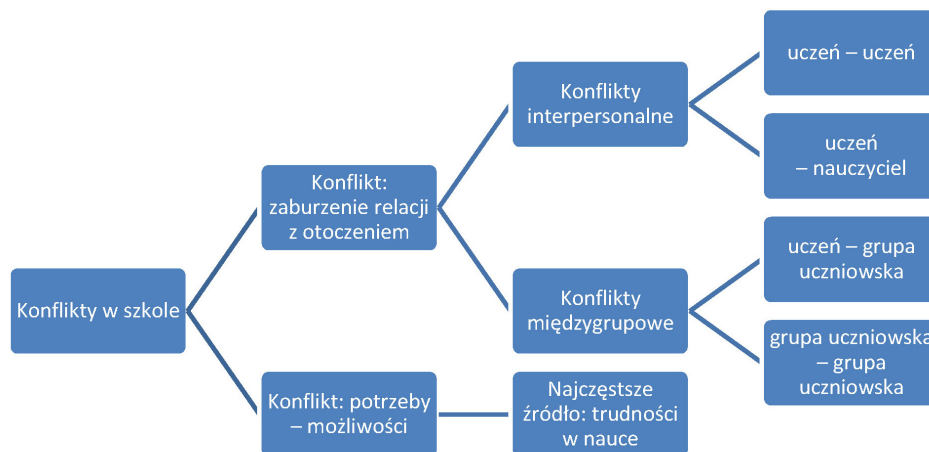 Konflikty w szkole
Konflikt:
zaburzenie relacji
z otoczeniem
Konflikty
interpersonalne
uczeń – uczeń
uczeń
– nauczyciel
Konflikty
międzygrupowe
uczeń – grupa
uczniowska
grupa uczniowska
– grupa
uczniowska
Konflikt: potrzeby
– możliwości
Najczęstsze
źródło: trudności
w nauce